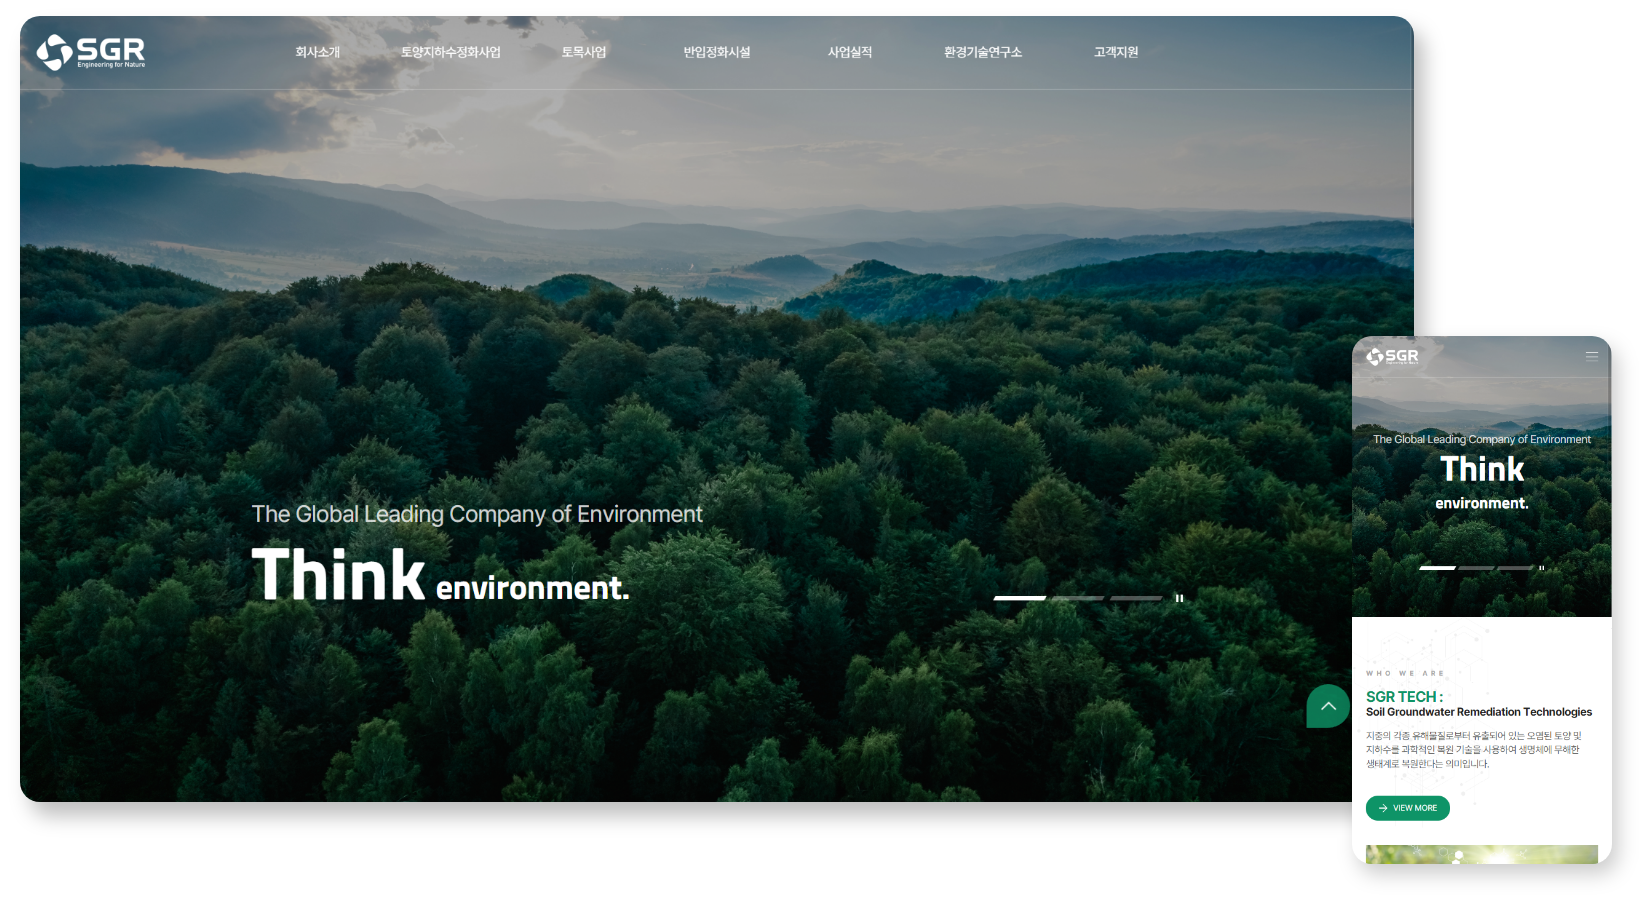 SGR
Engineering for Nature
회사소개
토양지하수정화사업
토목사업
반입정화시설
사업실적
환경기술연구소
고객지원
The Global Leading Company of Environment
Think environment.
SGR
Engineering for Nature
The Global Leading Company of Environment
Think
environment.
WHO WE ARE
SGR TECH :
Soil Groundwater Remediation Technologies
지중의 각종 유해물질로부터 유출되어 있는 오염된 토양 및
지하수를 과학적인 복원 기술을 사용하여 생명체에 무해한
생태계로 복원한다는 의미입니다.
VIEW MORE